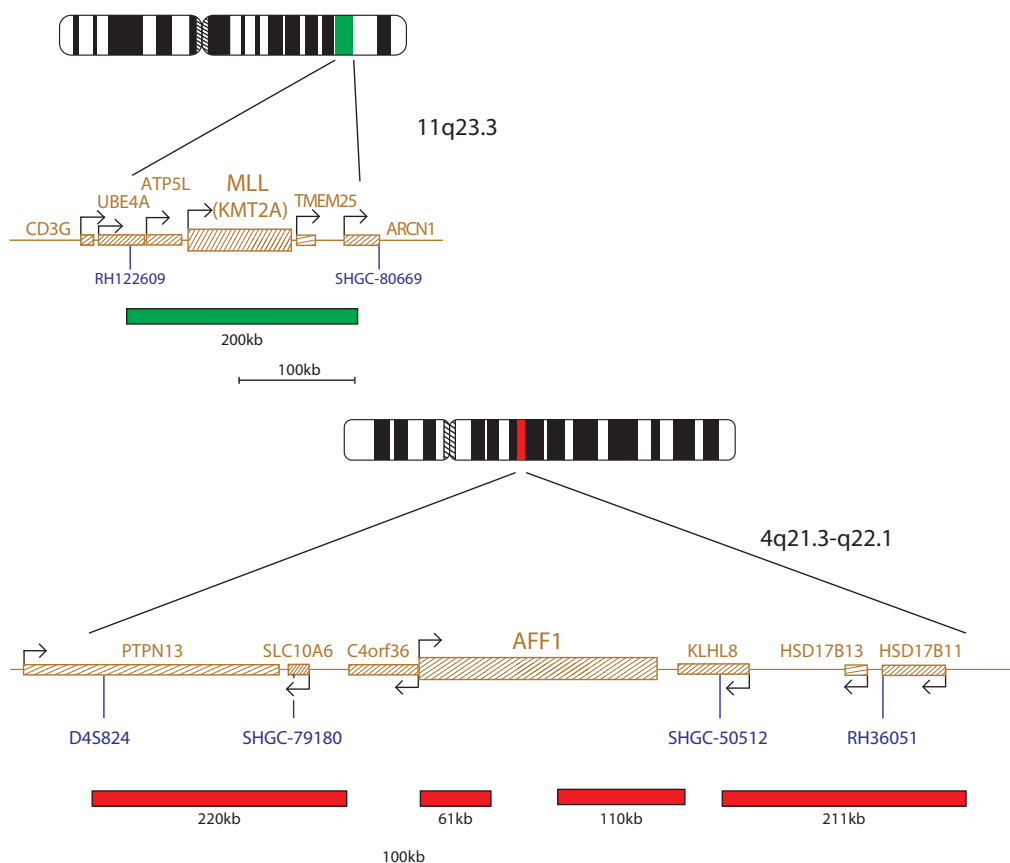 11q23.3
ATP5L
MLL
UBE4A
TMEM25
(KMT2A)
CD3G
ARCN1
RH122609
SHGC-80669
200kb
100kb
4q21.3-q22.1
PTPN13
SLC10A6
C4orf36
AFF1
KLHL8
HSD17B13
HSD17B11
D4S824
SHGC-79180
SHGC-50512
RH36051
220kb
61kb
110kb
211kb
100kb